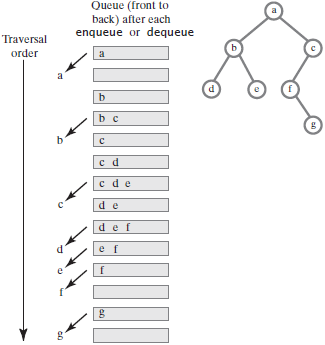 Queue (front to
back) after each
enqueue or dequeue
Traversal
order
a
a
b
b c
b
c
c d
c d e
c
d e
d e f
d
e f
e
f
f
g
g
a
b
c
d
e
f
g